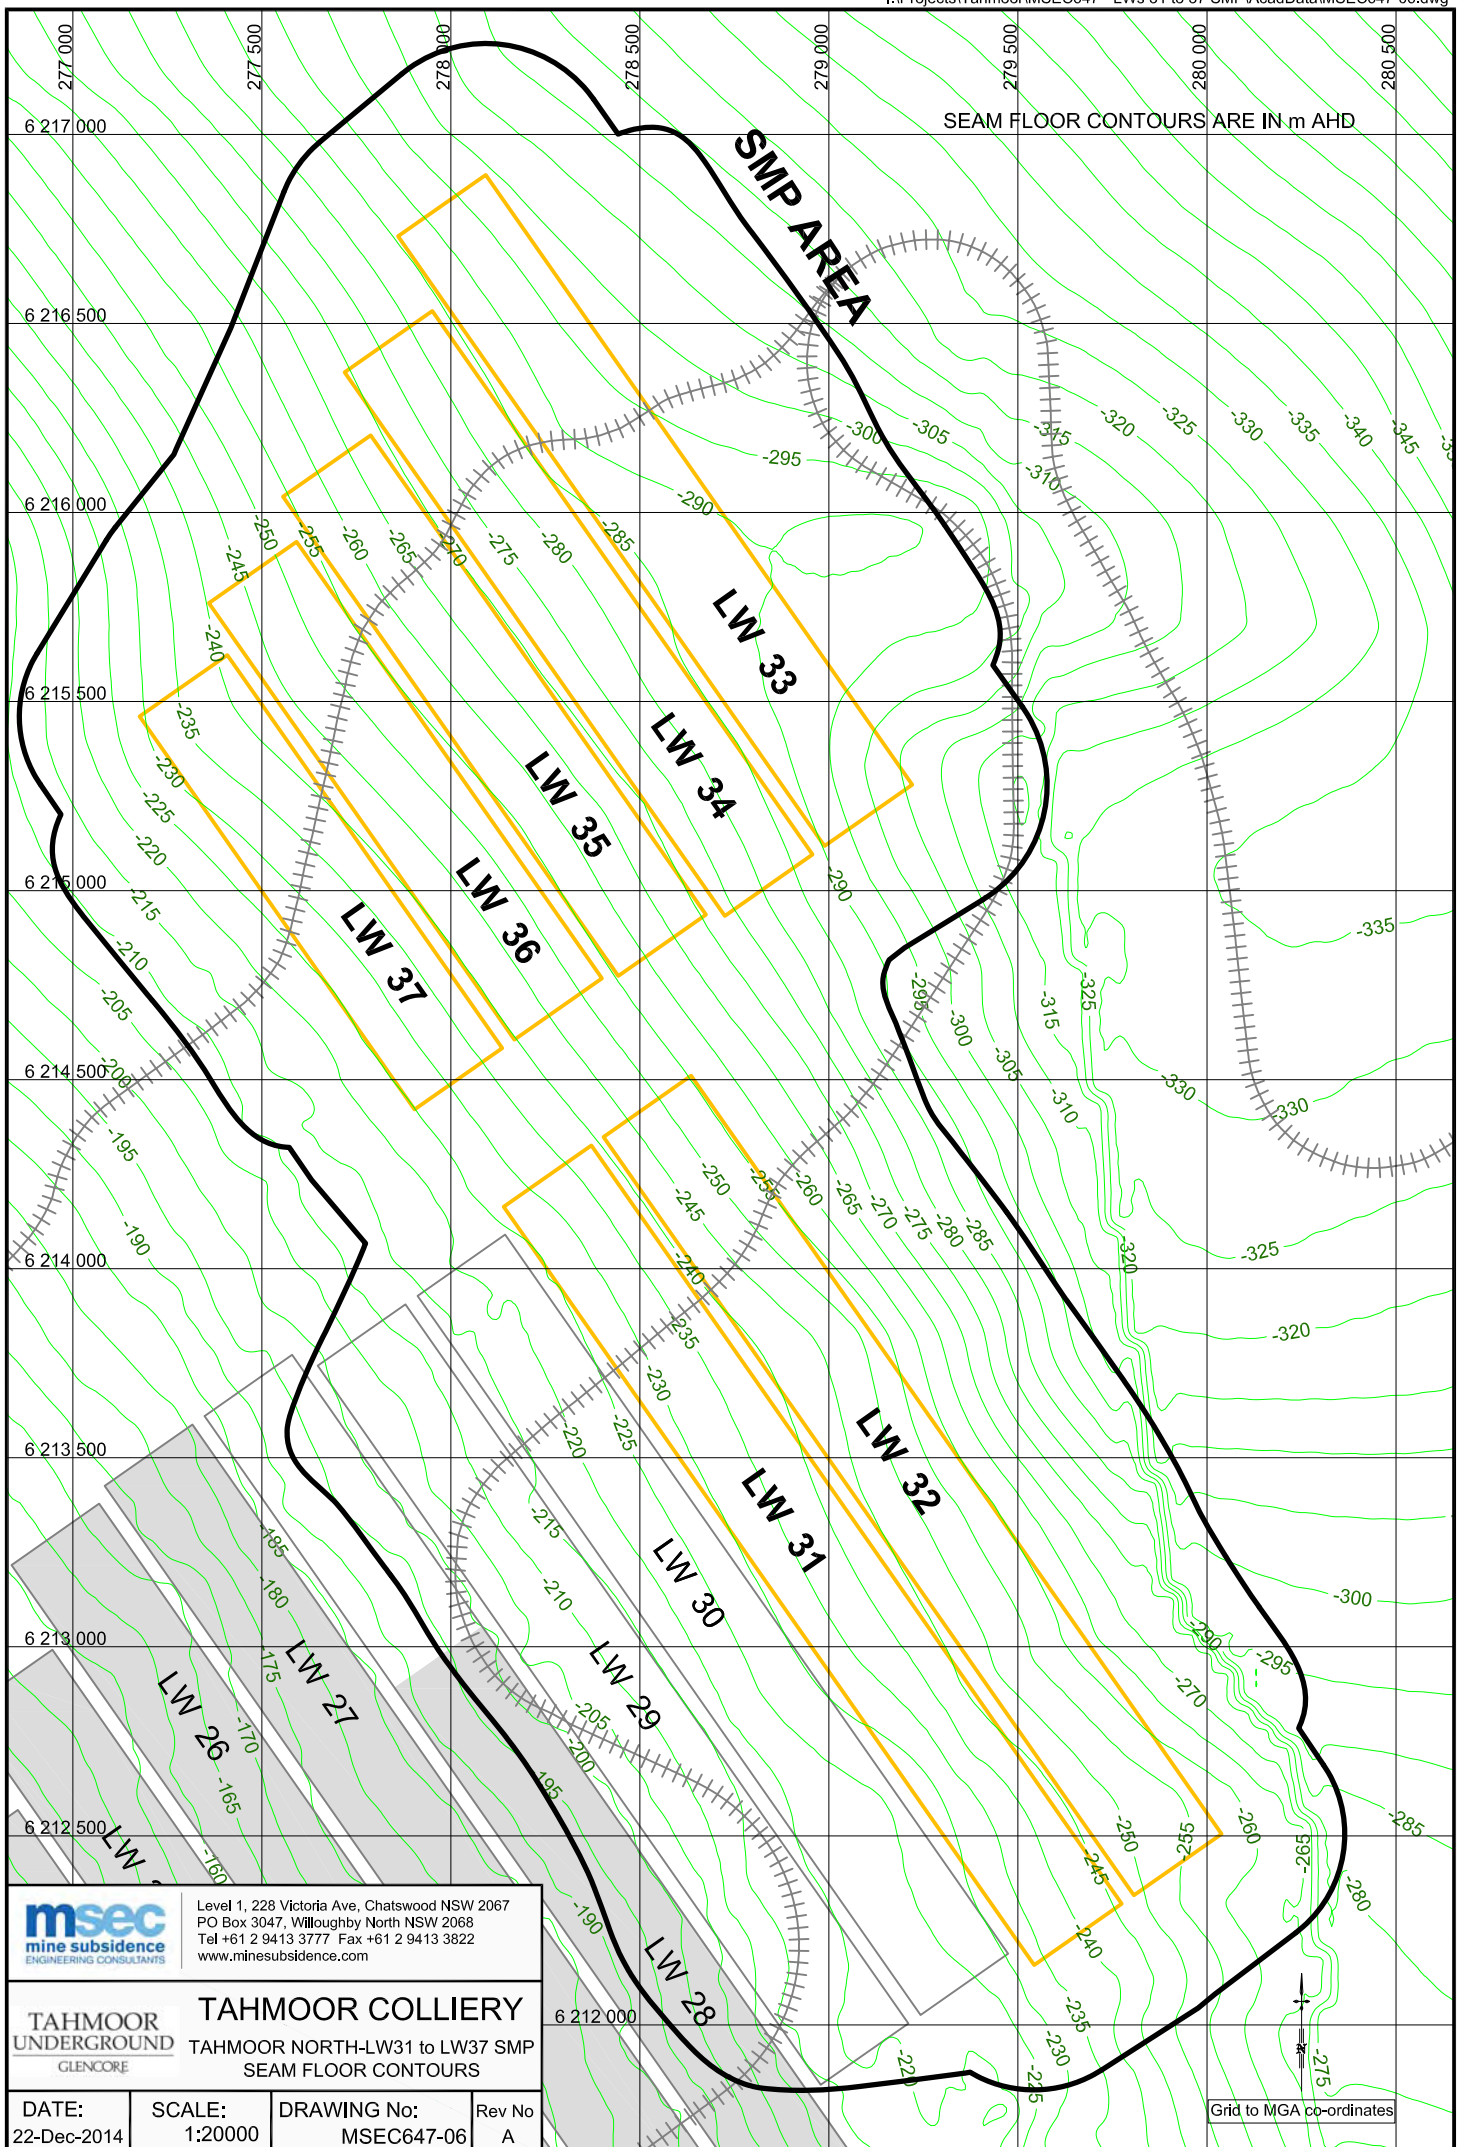 277 000
277 500
278 000
278 500
279 000
279 500
280 000
280 500
6 217 000
6 216 500
6 216 000
6 215 500
6 215 000
6 214 500
6 214 000
6 213 500
6 213 000
6 212 500
6 212 000
SEAM FLOOR CONTOURS ARE IN m AHD
SMP AREA
-300
-305
-345
-320
-325
-330
-335
-340
-345
-295
-310
-290
-250
-255
-260
-265
-270
-275
-280
-285
-245
-240
-235
-230
-225
-220
-215
-210
-205
-200
-195
-190
LW 33
LW 34
LW 35
LW 36
LW 37
-290
-335
-295
-300
-305
-310
-315
-325
-330
-330
-325
-320
-320
-250
-255
-260
-265
-270
-275
-280
-285
-245
-240
-235
-230
-225
-220
-215
-210
-205
-200
-195
-190
-185
-180
-175
-170
-165
-160
LW 32
LW 31
LW 30
LW 29
LW 28
LW 27
LW 26
-300
-290
-295
-270
-285
-280
-265
-260
-255
-250
-245
-240
-235
-230
-225
-220
-275
msec
mine subsidence
ENGINEERING CONSULTANTS
Level 1, 228 Victoria Ave, Chatswood NSW 2067
PO Box 3047, Willoughby North NSW 2068
Tel +61 2 9413 3777 Fax +61 2 9413 3822
www.minesubsidence.com
TAHMOOR
UNDERGROUND
GLENCORE
TAHMOOR COLLIERY
TAHMOOR NORTH-LW31 to LW37 SMP
SEAM FLOOR CONTOURS
DATE:
22-Dec-2014
SCALE:
1:20000
DRAWING No:
MSEC647-06
Rev No
A
Grid to MGA co-ordinates